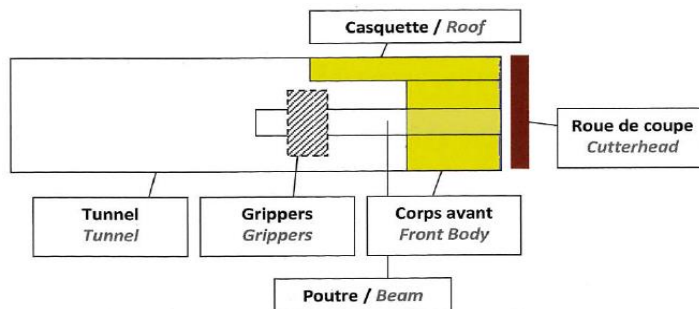 Casquette / Roof
Roue de coupe
Cutterhead
Tunnel
Tunnel
Grippers
Grippers
Corps avant
Front Body
Poutre / Beam